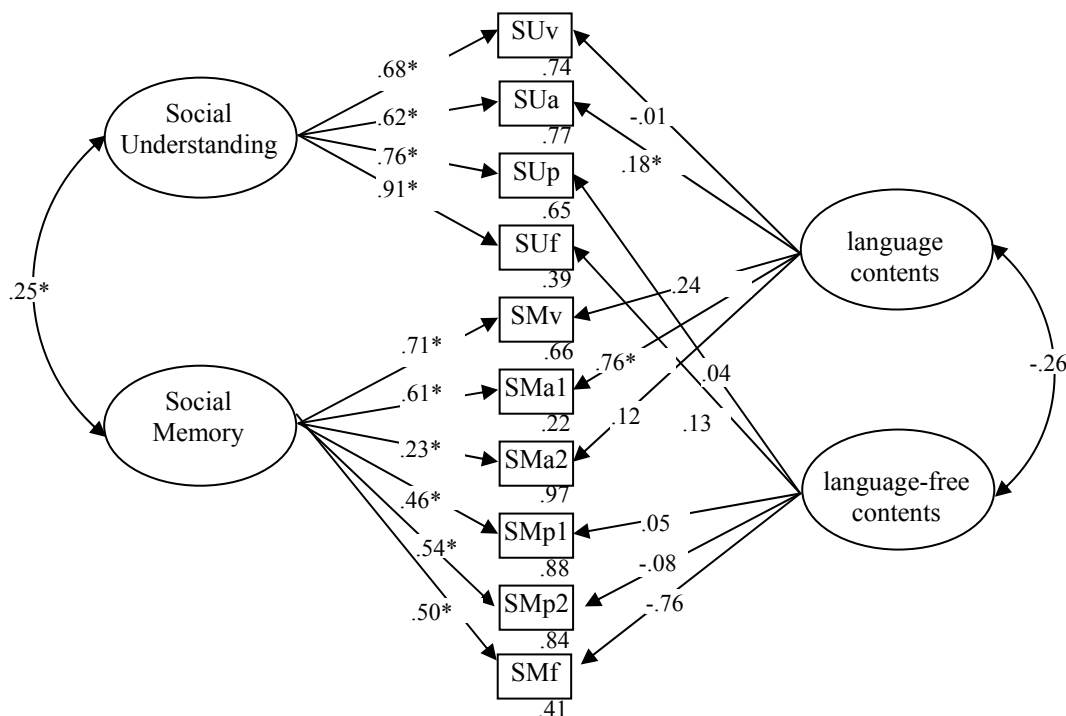 SUv
.74
SUa
.77
SUp
.65
SUf
.39
SMv
.66
SMa1
.22
SMa2
.97
SMp1
.88
SMp2
.84
SMf
.41
Social
Understanding
Social
Memory
.25*
.68*
.62*
.76*
.91*
.71*
.61*
.23*
.46*
.54*
.50*
-.01
.18*
.24
.76*
.12
.04
.13
.05
-.08
-.76
language
contents
language-free
contents
-.26